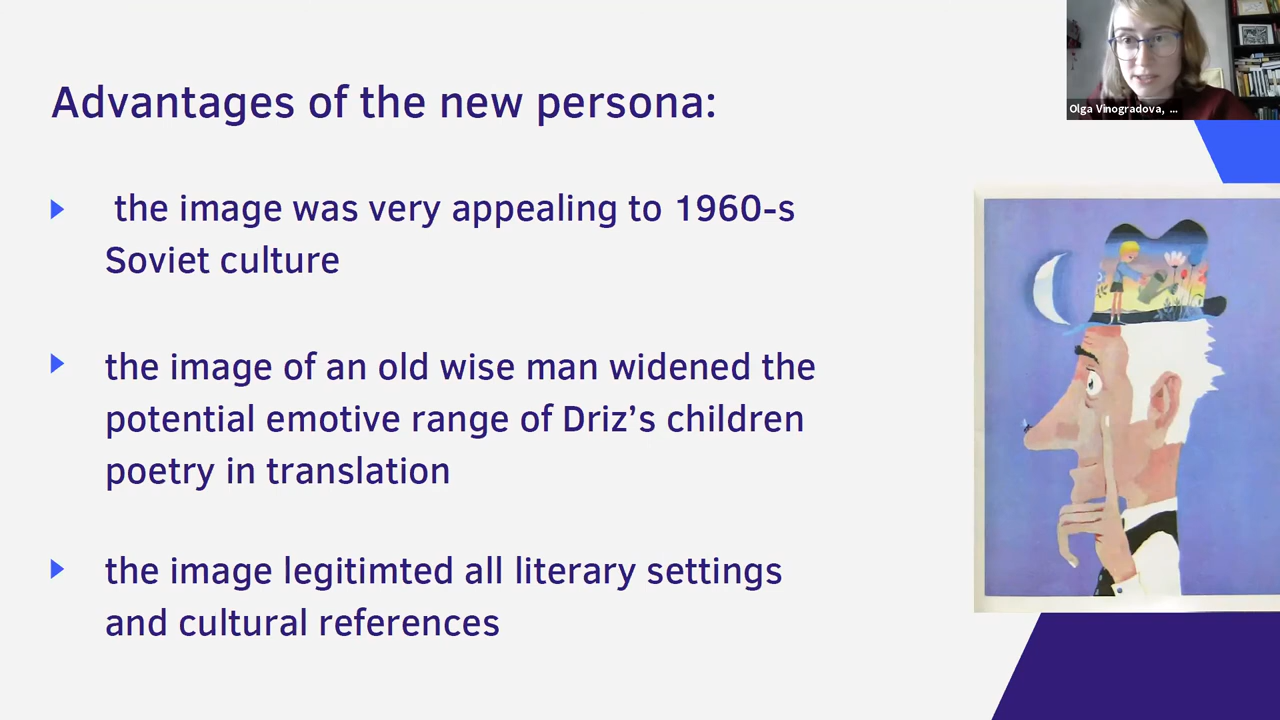 Olga Vinogradova, ...
Advantages of the new persona:
the image was very appealing to 1960-s
Soviet culture
the image of an old wise man widened the
potential emotive range of Driz’s children
poetry in translation
the image legitimted all literary settings
and cultural references